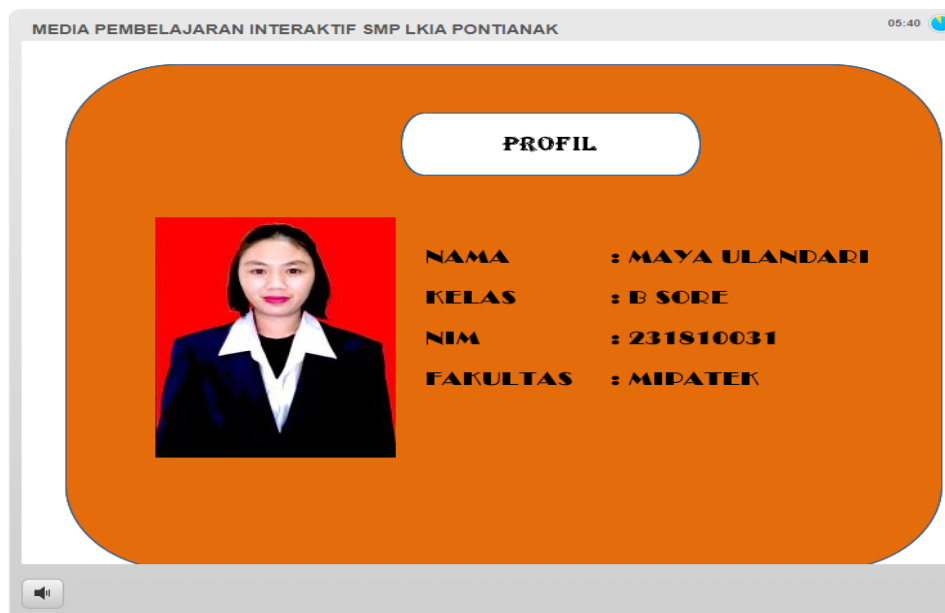 MEDIA PEMBELAJARAN INTERAKTIF SMP LKIA PONTIANAK
05:40
PROFIL
NAMA : MAYA ULANDARI
KELAS : B SORE
NIM : 231810031
FAKULTAS : MIPATEK